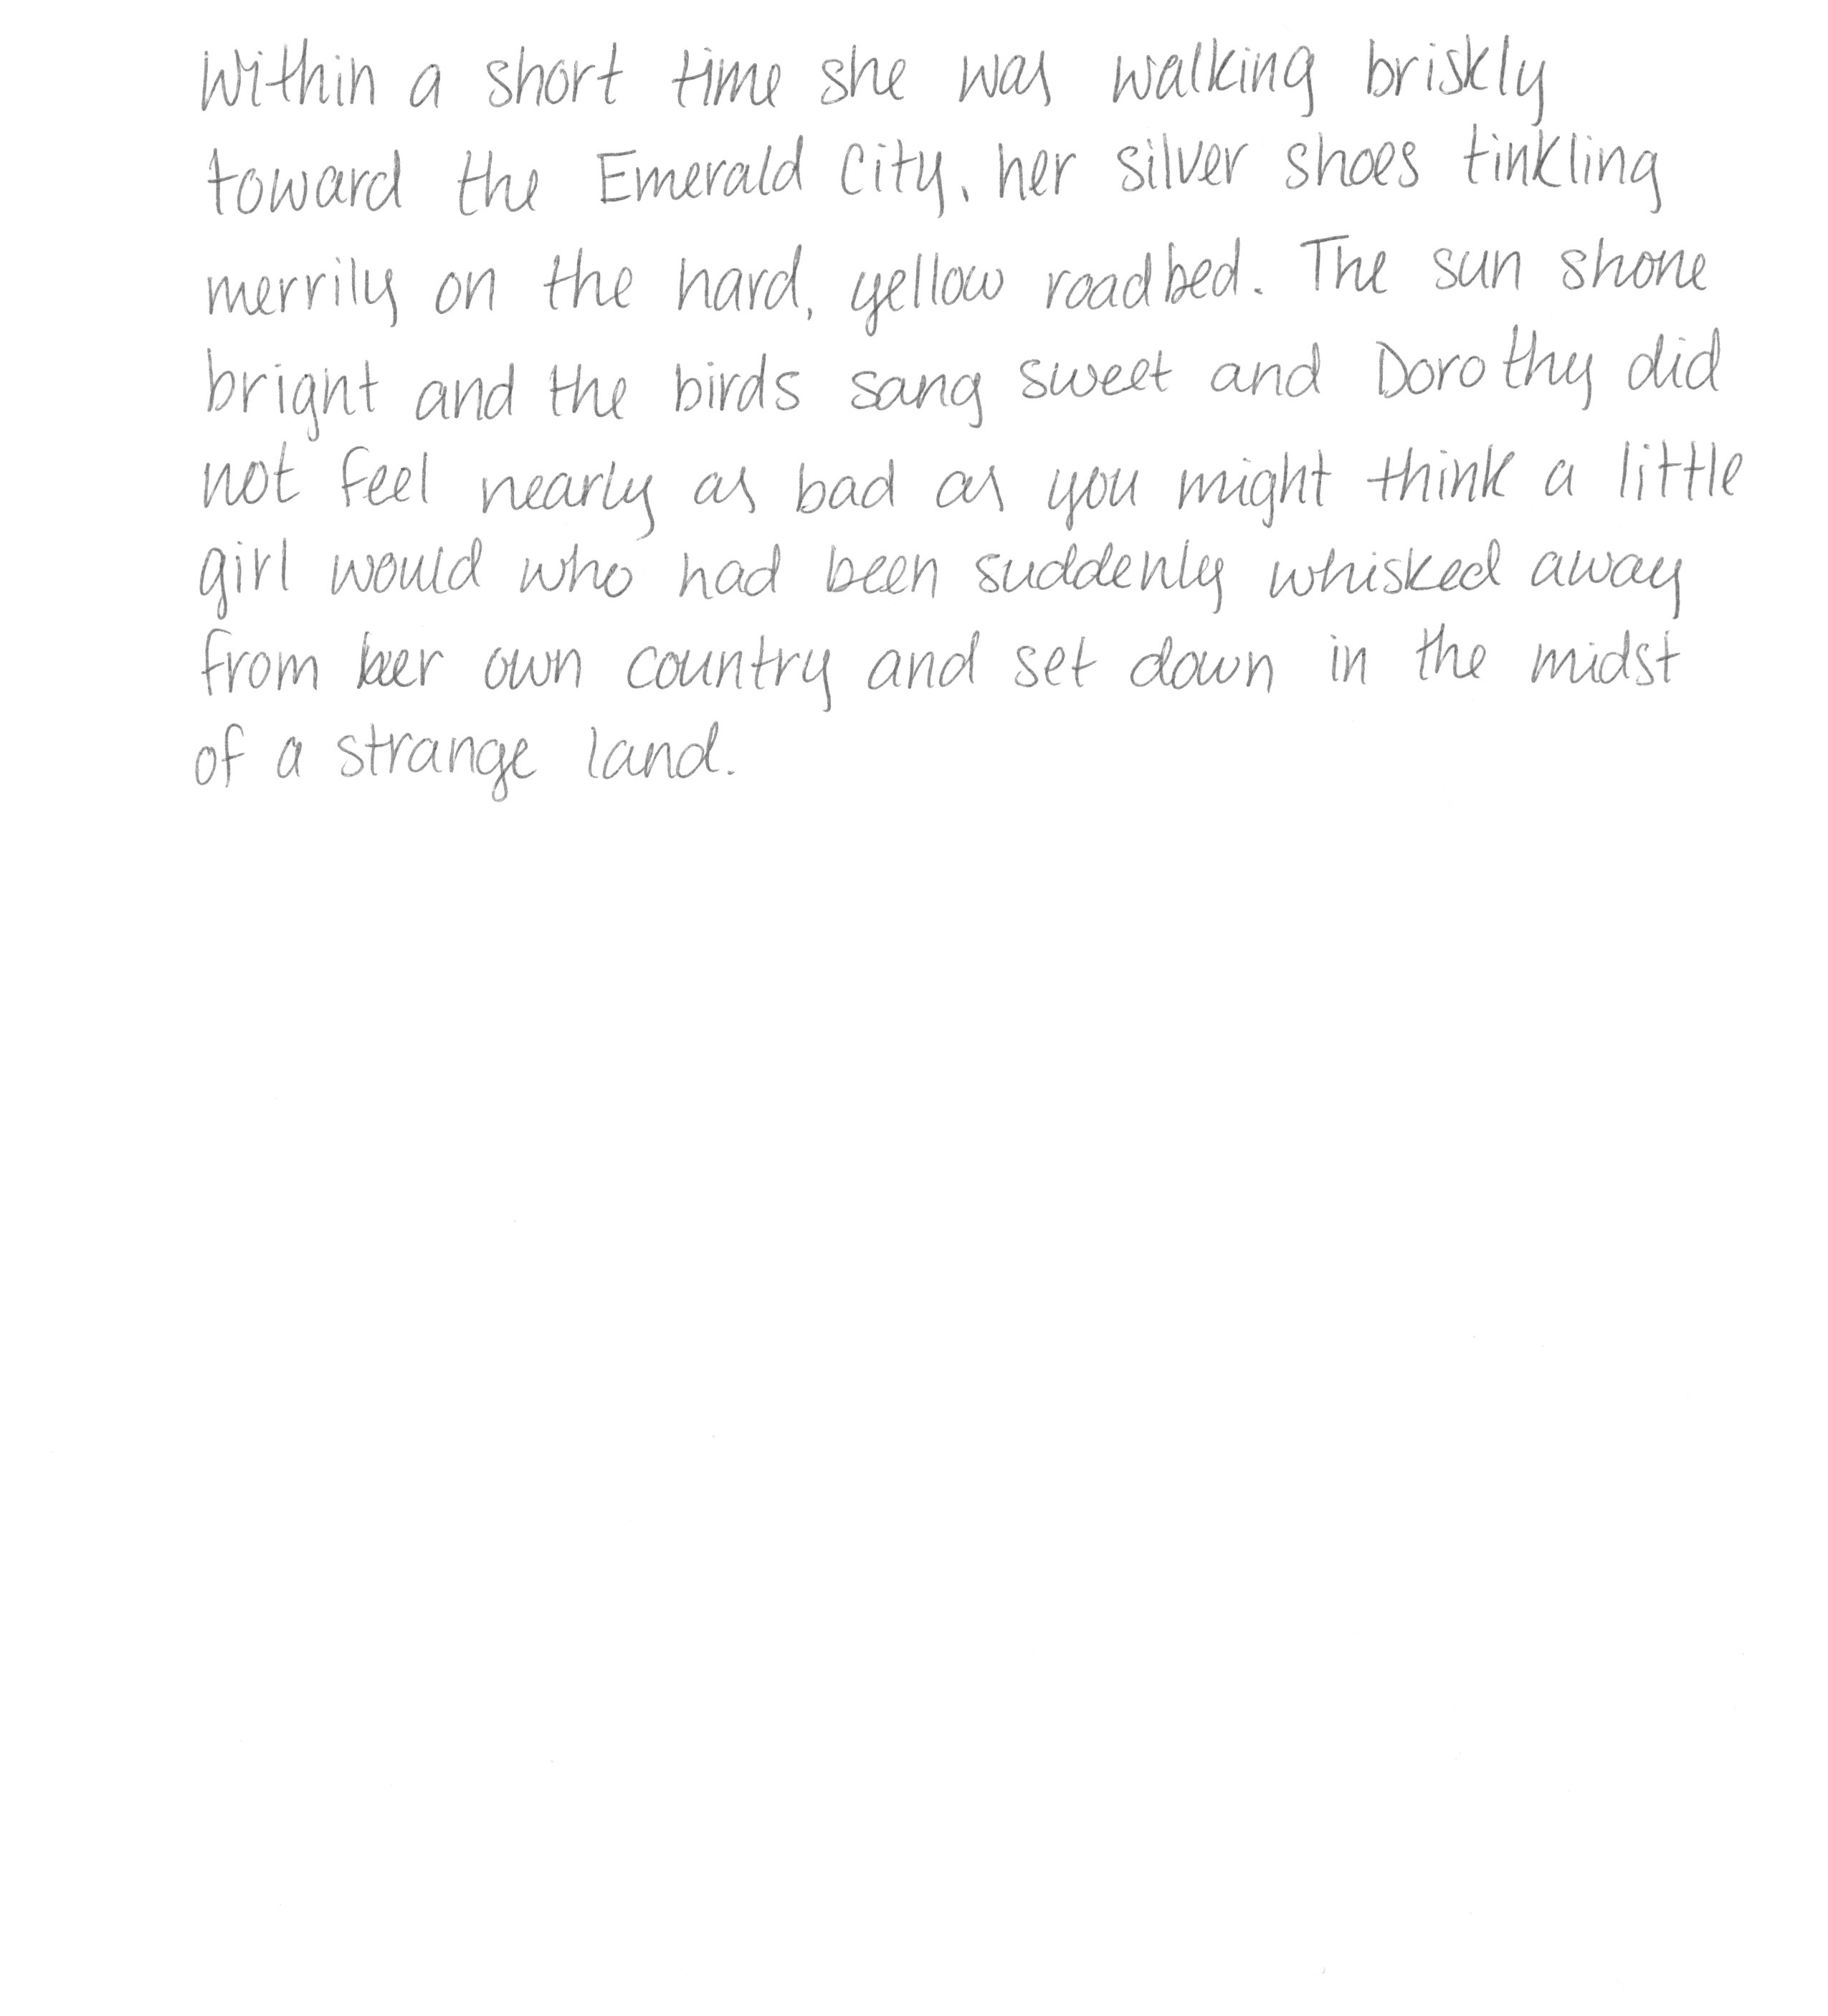 Within a short time she was walking briskly
toward the Emerald City, her silver shoes tinkling
merrily on the hard, yellow roadbed. The sun shone
bright and the birds sang sweet and Dorothy did
not feel nearly as bad as you might think a little
girl would who had been suddenly whisked away
from her own country and set down in the midst
of a strange land.